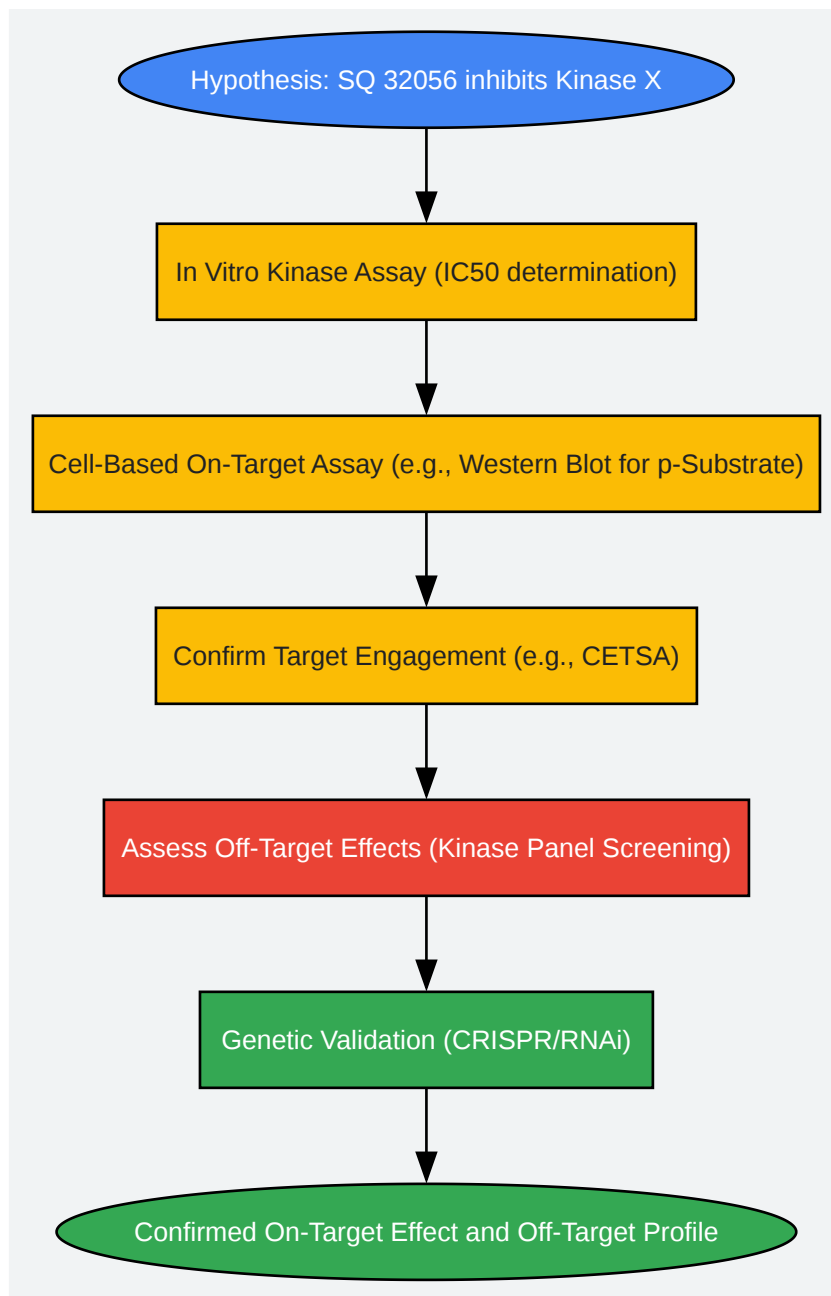 Hypothesis: SQ 32056 inhibits Kinase X
In Vitro Kinase Assay (IC50 determination)
Cell-Based On-Target Assay (e.g., Western Blot for p-Substrate)
Confirm Target Engagement (e.g., CETSA)
Assess Off-Target Effects (Kinase Panel Screening)
Genetic Validation (CRISPR/RNAi)
Confirmed On-Target Effect and Off-Target Profile